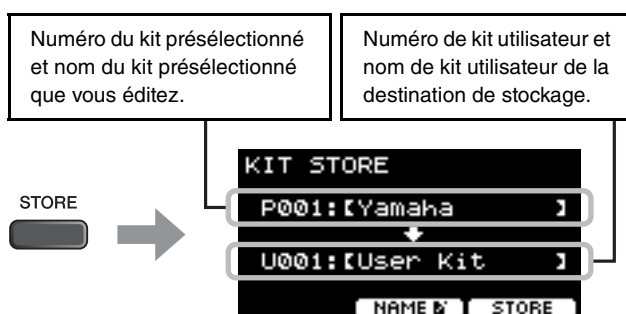 Numéro du kit présélectionné
et nom du kit présélectionné
que vous éditez.
Numéro de kit utilisateur et
nom de kit utilisateur de la
destination de stockage.
STORE
KIT STORE
P001:[Yamaha ]
U001:[User Kit ]
NAME STORE